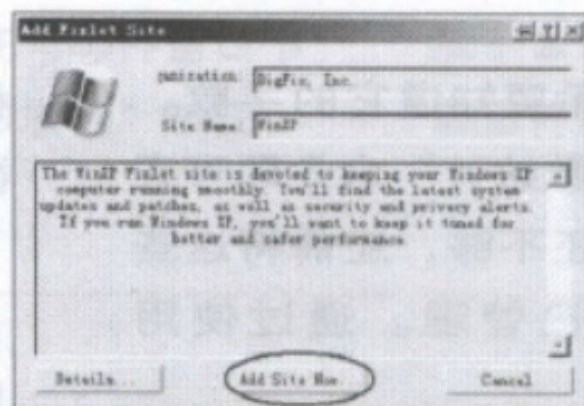 Add Fixlet Site
ganization: BigFix, Inc.
Site Name: WinXP
The WinXP Fixlet site is devoted to keeping your Windows XP
computer running smoothly. You'll find the latest system
updates and patches, as well as security and privacy alerts.
If you run Windows XP, you'll want to keep it tuned for
better and safer performance.
Details...
Add Site Now
Cancel